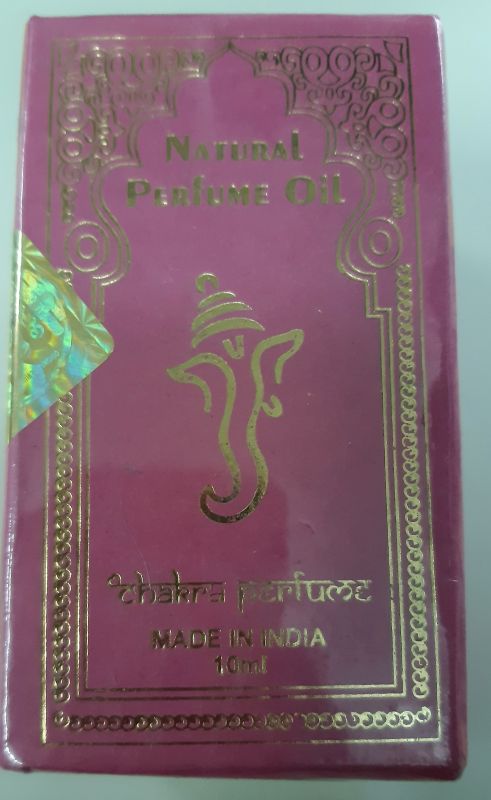 Natural
Perfume Oil
Chakra perfume
MADE IN INDIA
10ml